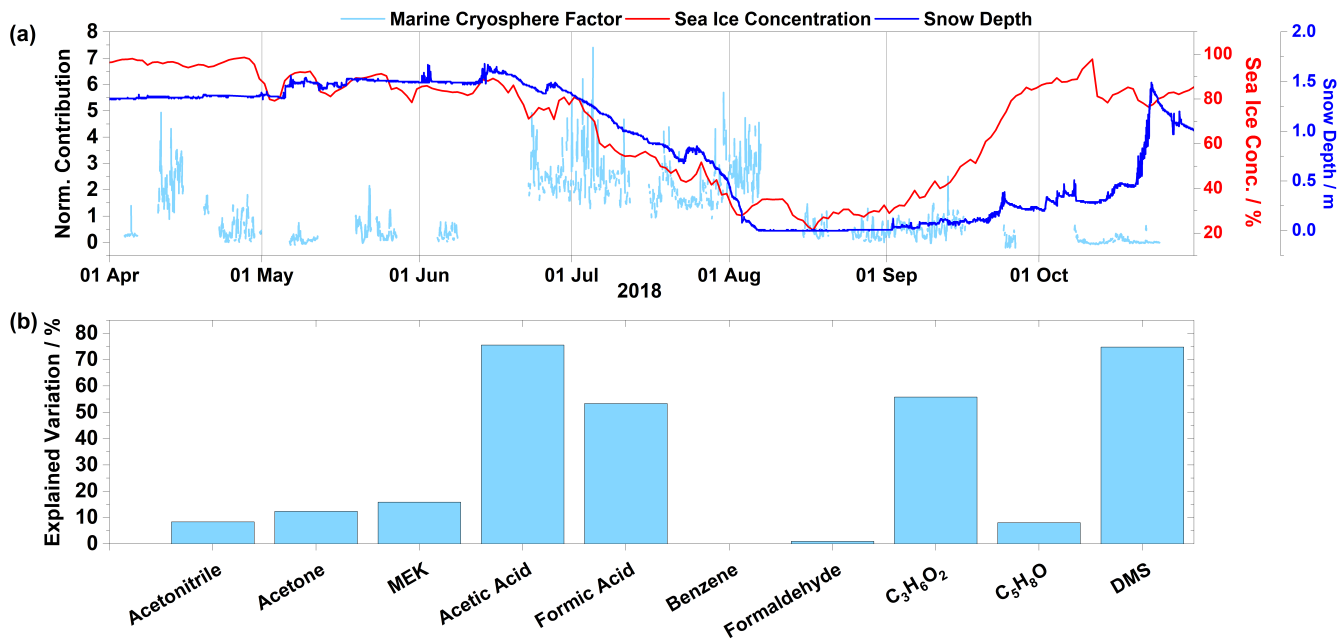 Marine Cryosphere Factor Sea Ice Concentration Snow Depth
(a)
Norm. Contribution
8
7
6
5
4
3
2
1
0
01 Apr 01 May 01 Jun 01 Jul 01 Aug 01 Sep 01 Oct
2018
100
80
60
40
20
Sea Ice Conc. / %
2.0
1.5
1.0
0.5
0.0
Snow Depth / m
(b)
Explained Variation / %
80
70
60
50
40
30
20
10
0
Acetonitrile
Acetone
MEK
Acetic Acid
Formic Acid
Benzene
Formaldehyde
C₃H₆O₂
C₅H₈O
DMS